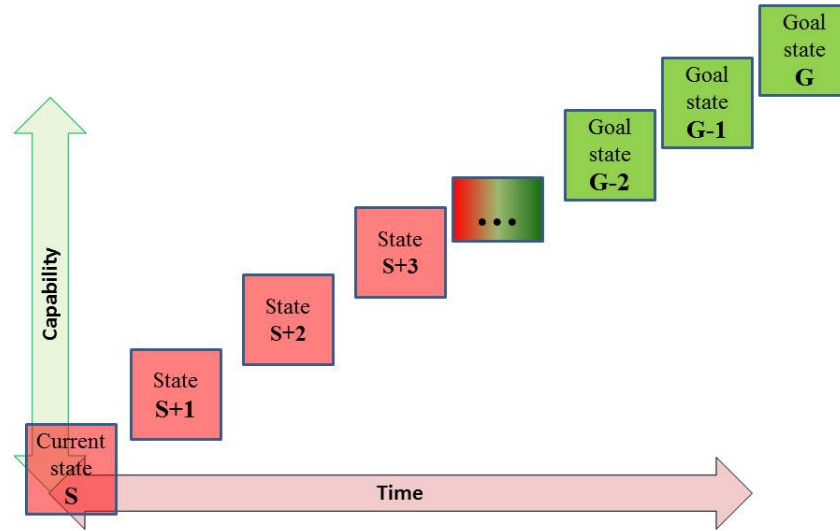 Goal
state
G
Goal
state
G-1
Goal
state
G-2
...
State
S+3
State
S+2
State
S+1
Current
state
S
Capability
Time